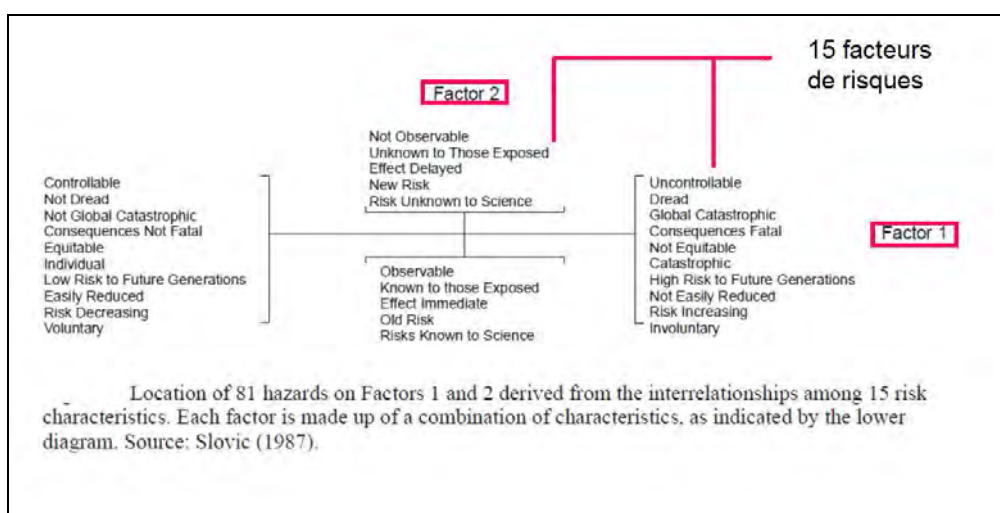 15 facteurs
de risques
Factor 2
Not Observable
Unknown to Those Exposed
Effect Delayed
New Risk
Risk Unknown to Science
Controllable
Not Dread
Not Global Catastrophic
Consequences Not Fatal
Equitable
Individual
Low Risk to Future Generations
Easily Reduced
Risk Decreasing
Voluntary
Uncontrollable
Dread
Global Catastrophic
Consequences Fatal
Not Equitable
Catastrophic
High Risk to Future Generations
Not Easily Reduced
Risk Increasing
Involuntary
Factor 1
Observable
Known to those Exposed
Effect Immediate
Old Risk
Risks Known to Science
Location of 81 hazards on Factors 1 and 2 derived from the interrelationships among 15 risk
characteristics. Each factor is made up of a combination of characteristics, as indicated by the lower
diagram. Source: Slovic (1987).